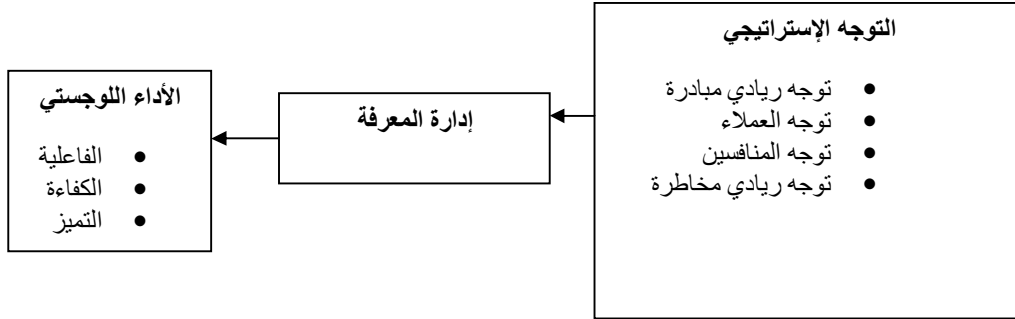 التوجه الإستراتيجي
توجه ريادي مبادرة
توجه العملاء
توجه المنافسين
توجه ريادي مخاطرة
إدارة المعرفة
الأداء اللوجستي
الفاعلية
الكفاءة
التميز